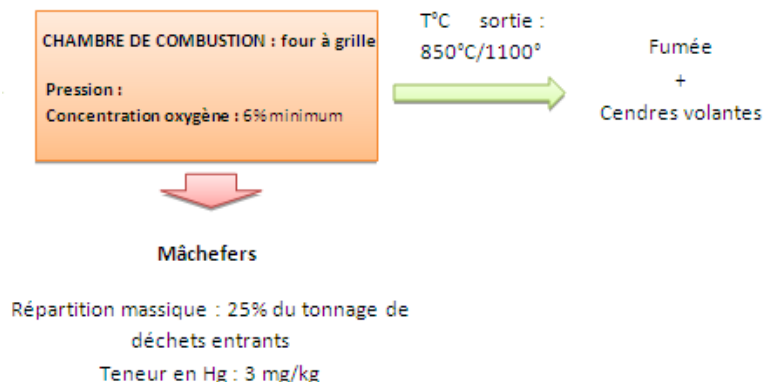 CHAMBRE DE COMBUSTION : four à grille
Pression :
Concentration oxygène : 6% minimum
T°C sortie :
850°C/1100°
Fumée
+
Cendres volantes
Mâchefers
Répartition massique : 25% du tonnage de
déchets entrants
Teneur en Hg : 3 mg/kg